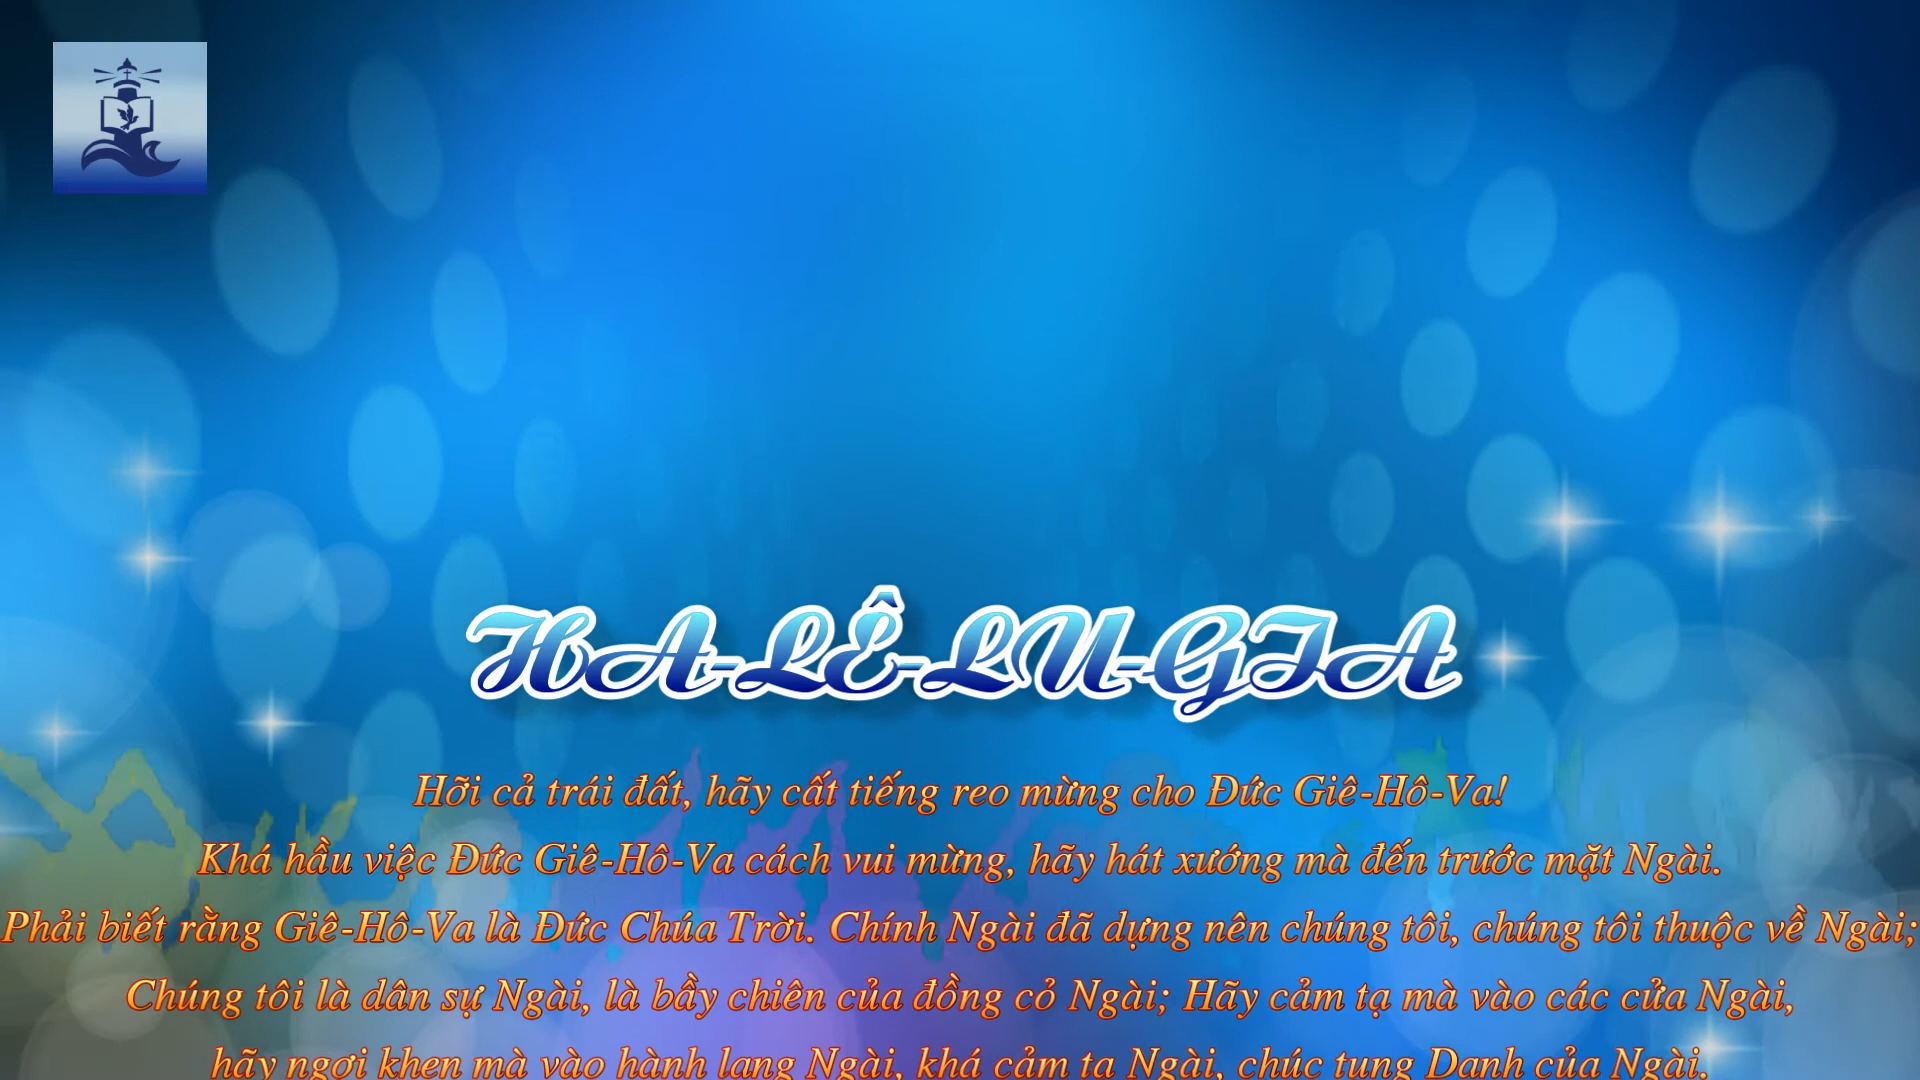 HA-LÊ-LU-GIA
Hỡi cả trái đất, hãy cất tiếng reo mừng cho Đức Giê-Hô-Va!
Khá hầu việc Đức Giê-Hô-Va cách vui mừng, hãy hát xướng mà đến trước mặt Ngài.
Phải biết rằng Giê-Hô-Va là Đức Chúa Trời. Chính Ngài đã dựng nên chúng tôi, chúng tôi thuộc về Ngài;
Chúng tôi là dân sự Ngài, là bầy chiên của đồng cỏ Ngài; Hãy cảm tạ mà vào các cửa Ngài,
hãy ngợi khen mà vào hành lang Ngài, khá cảm tạ Ngài, chúc tụng Danh của Ngài.